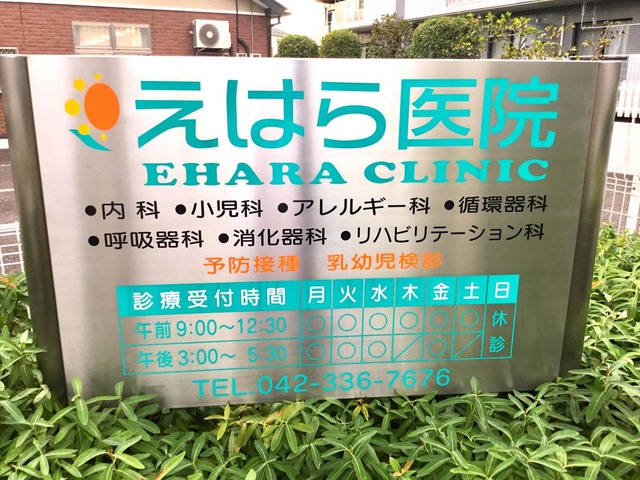 えはら医院
EHARA CLINIC
●内科 ●小児科 ●アレルギー科 ●循環器科
●呼吸器科 ●消化器科 ●リハビリテーション科
予防接種 乳幼児検診
診療受付時間 月 火 水 木 金 土 日
午前 9:00〜12:30 ○ ○ ○ ○ ○ ○ 休診
午後 3:00〜 5:30 ○ ○ ○ ／ ○ ／
TEL.042-336-7676